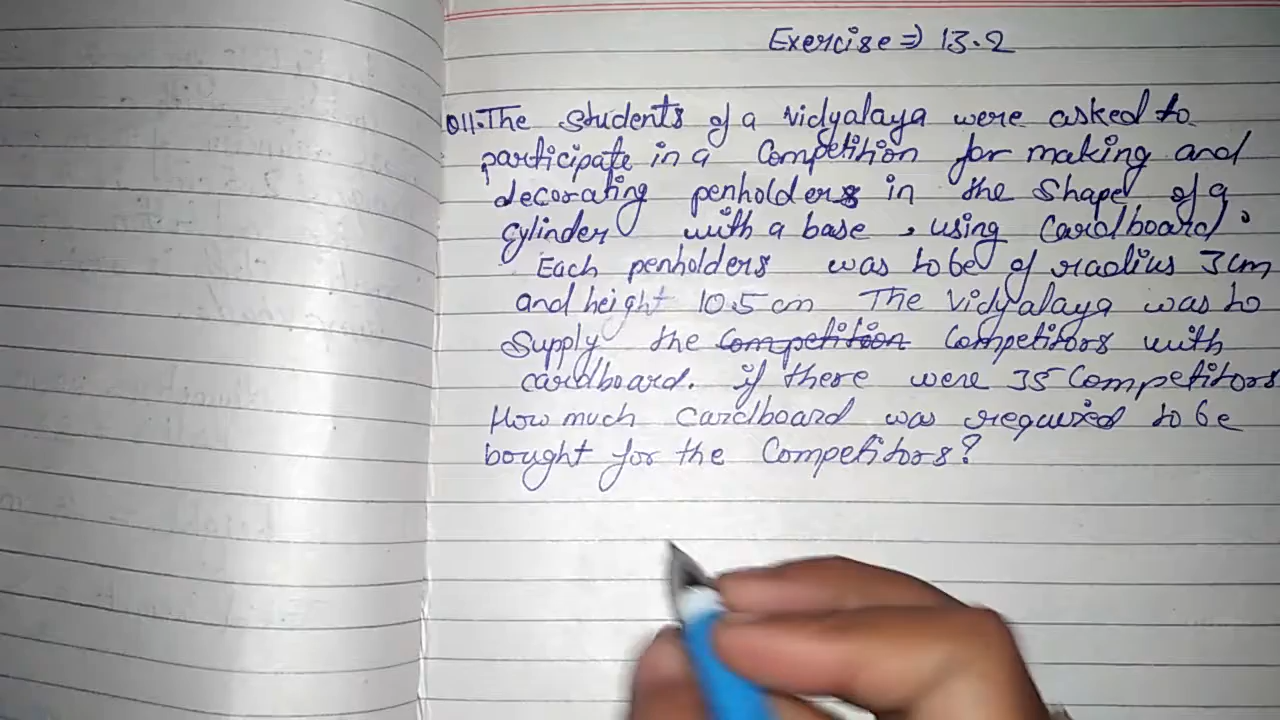 Exercise ⇒ 13.2
Q11. The students of a vidyalaya were asked to
participate in a Competition for making and
decorating penholders in the shape of a
cylinder with a base, using Cardboard.
Each penholders was to be of radius 3cm
and height 10.5 cm The Vidyalaya was to
Supply the competition Competitors with
cardboard. if there were 35 Competitors
How much cardboard was required to be
bought for the Competitors?